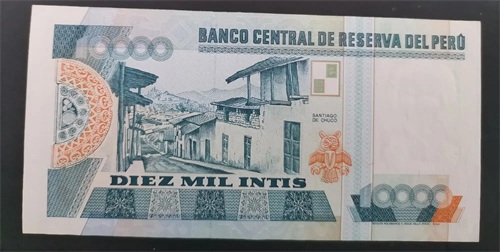 10000
BANCO CENTRAL DE RESERVA DEL PERÚ
SANTIAGO
DE CHUCO
DIEZ MIL INTIS
10000